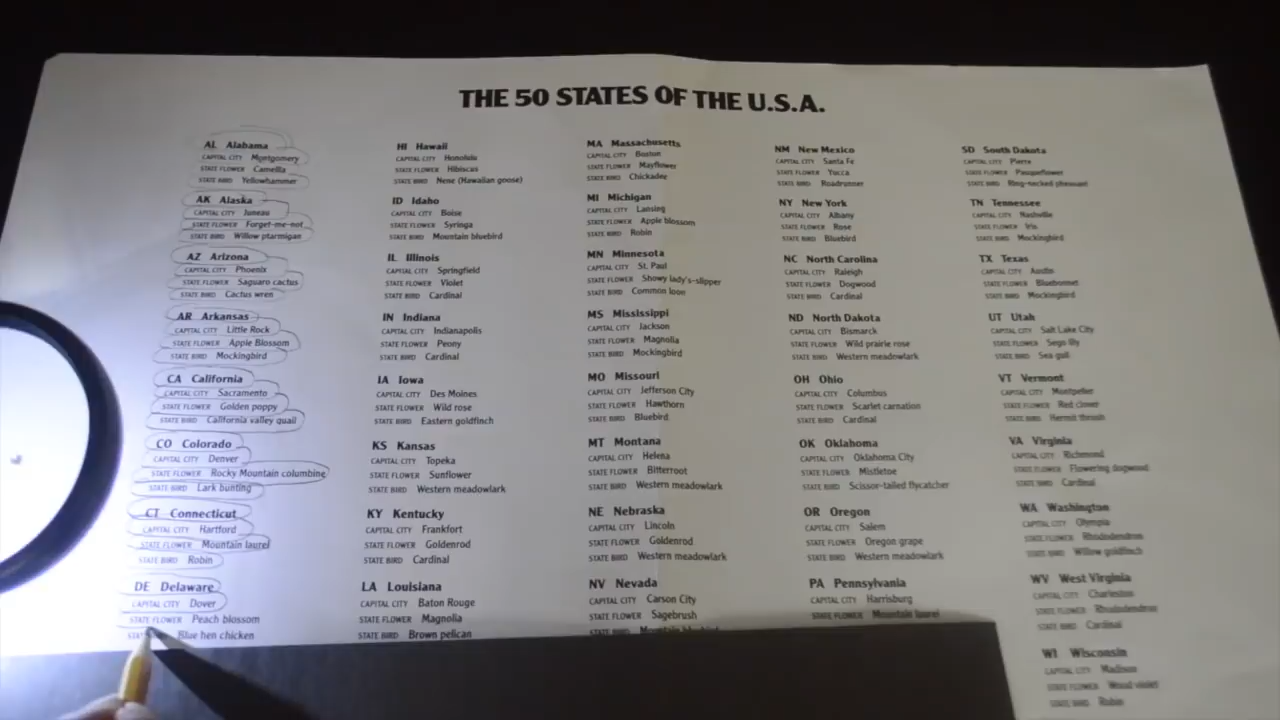 THE 50 STATES OF THE U.S.A.
AL Alabama
CAPITAL CITY Montgomery
STATE FLOWER Camellia
STATE BIRD Yellowhammer
AK Alaska
CAPITAL CITY Juneau
STATE FLOWER Forget-me-not
STATE BIRD Willow ptarmigan
AZ Arizona
CAPITAL CITY Phoenix
STATE FLOWER Saguaro cactus
STATE BIRD Cactus wren
AR Arkansas
CAPITAL CITY Little Rock
STATE FLOWER Apple Blossom
STATE BIRD Mockingbird
CA California
CAPITAL CITY Sacramento
STATE FLOWER Golden poppy
STATE BIRD California valley quail
CO Colorado
CAPITAL CITY Denver
STATE FLOWER Rocky Mountain columbine
STATE BIRD Lark bunting
CT Connecticut
CAPITAL CITY Hartford
STATE FLOWER Mountain laurel
STATE BIRD Robin
DE Delaware
CAPITAL CITY Dover
STATE FLOWER Peach blossom
Blue hen chicken
HI Hawaii
CAPITAL CITY Honolulu
STATE FLOWER Hibiscus
STATE BIRD Nene (Hawaiian goose)
ID Idaho
CAPITAL CITY Boise
STATE FLOWER Syringa
STATE BIRD Mountain bluebird
IL Illinois
CAPITAL CITY Springfield
STATE FLOWER Violet
STATE BIRD Cardinal
IN Indiana
CAPITAL CITY Indianapolis
STATE FLOWER Peony
STATE BIRD Cardinal
IA Iowa
CAPITAL CITY Des Moines
STATE FLOWER Wild rose
STATE BIRD Eastern goldfinch
KS Kansas
CAPITAL CITY Topeka
STATE FLOWER Sunflower
STATE BIRD Western meadowlark
KY Kentucky
CAPITAL CITY Frankfort
STATE FLOWER Goldenrod
STATE BIRD Cardinal
LA Louisiana
CAPITAL CITY Baton Rouge
STATE FLOWER Magnolia
STATE BIRD Brown pelican
MA Massachusetts
CAPITAL CITY Boston
STATE FLOWER Mayflower
STATE BIRD Chickadee
MI Michigan
CAPITAL CITY Lansing
STATE FLOWER Apple blossom
STATE BIRD Robin
MN Minnesota
CAPITAL CITY St. Paul
STATE FLOWER Showy lady's-slipper
STATE BIRD Common loon
MS Mississippi
CAPITAL CITY Jackson
STATE FLOWER Magnolia
STATE BIRD Mockingbird
MO Missouri
CAPITAL CITY Jefferson City
STATE FLOWER Hawthorn
STATE BIRD Bluebird
MT Montana
CAPITAL CITY Helena
STATE FLOWER Bitterroot
STATE BIRD Western meadowlark
NE Nebraska
CAPITAL CITY Lincoln
STATE FLOWER Goldenrod
STATE BIRD Western meadowlark
NV Nevada
CAPITAL CITY Carson City
STATE FLOWER Sagebrush
STATE BIRD Mountain bluebird
NM New Mexico
CAPITAL CITY Santa Fe
STATE FLOWER Yucca
STATE BIRD Roadrunner
NY New York
CAPITAL CITY Albany
STATE FLOWER Rose
STATE BIRD Bluebird
NC North Carolina
CAPITAL CITY Raleigh
STATE FLOWER Dogwood
STATE BIRD Cardinal
ND North Dakota
CAPITAL CITY Bismarck
STATE FLOWER Wild prairie rose
STATE BIRD Western meadowlark
OH Ohio
CAPITAL CITY Columbus
STATE FLOWER Scarlet carnation
STATE BIRD Cardinal
OK Oklahoma
CAPITAL CITY Oklahoma City
STATE FLOWER Mistletoe
STATE BIRD Scissor-tailed flycatcher
OR Oregon
CAPITAL CITY Salem
STATE FLOWER Oregon grape
STATE BIRD Western meadowlark
PA Pennsylvania
CAPITAL CITY Harrisburg
STATE FLOWER Mountain laurel
SD South Dakota
CAPITAL CITY Pierre
STATE FLOWER Pasqueflower
STATE BIRD Ring-necked pheasant
TN Tennessee
CAPITAL CITY Nashville
STATE FLOWER Iris
STATE BIRD Mockingbird
TX Texas
CAPITAL CITY Austin
STATE FLOWER Bluebonnet
STATE BIRD Mockingbird
UT Utah
CAPITAL CITY Salt Lake City
STATE FLOWER Sego lily
STATE BIRD Sea gull
VT Vermont
CAPITAL CITY Montpelier
STATE FLOWER Red clover
STATE BIRD Hermit thrush
VA Virginia
CAPITAL CITY Richmond
STATE FLOWER Flowering dogwood
STATE BIRD Cardinal
WA Washington
CAPITAL CITY Olympia
STATE FLOWER Rhododendron
STATE BIRD Willow goldfinch
WV West Virginia
CAPITAL CITY Charleston
STATE FLOWER Rhododendron
STATE BIRD Cardinal
WI Wisconsin
CAPITAL CITY Madison
STATE FLOWER Wood violet
STATE BIRD Robin